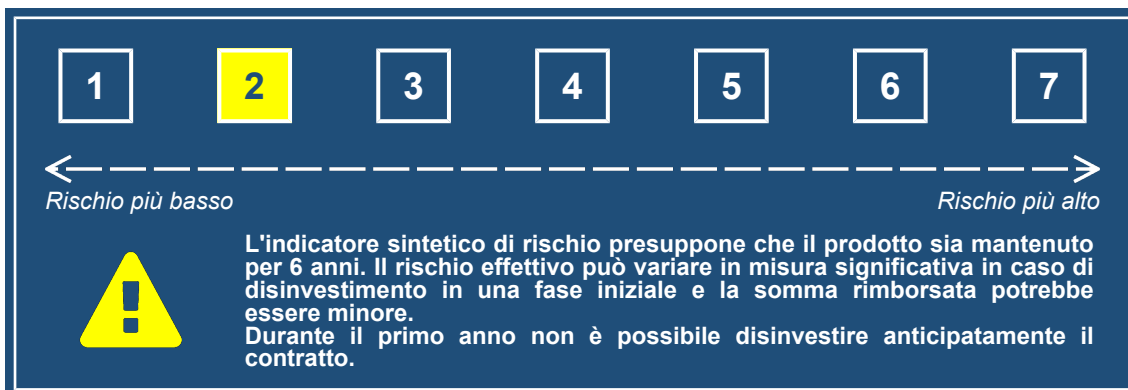 1 2 3 4 5 6 7
Rischio più basso Rischio più alto
L'indicatore sintetico di rischio presuppone che il prodotto sia mantenuto
per 6 anni. Il rischio effettivo può variare in misura significativa in caso di
disinvestimento in una fase iniziale e la somma rimborsata potrebbe
essere minore.
Durante il primo anno non è possibile disinvestire anticipatamente il
contratto.